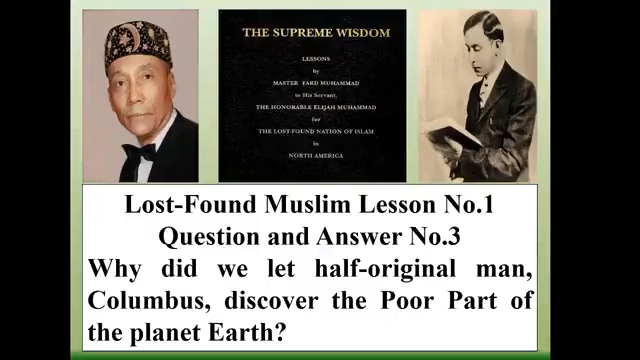 THE SUPREME WISDOM
LESSONS
by
MASTER FARD MUHAMMAD
to His Servant,
THE HONORABLE ELIJAH MUHAMMAD
for
THE LOST-FOUND NATION OF ISLAM
in
NORTH AMERICA
Lost-Found Muslim Lesson No.1
Question and Answer No.3
Why did we let half-original man,
Columbus, discover the Poor Part of
the planet Earth?